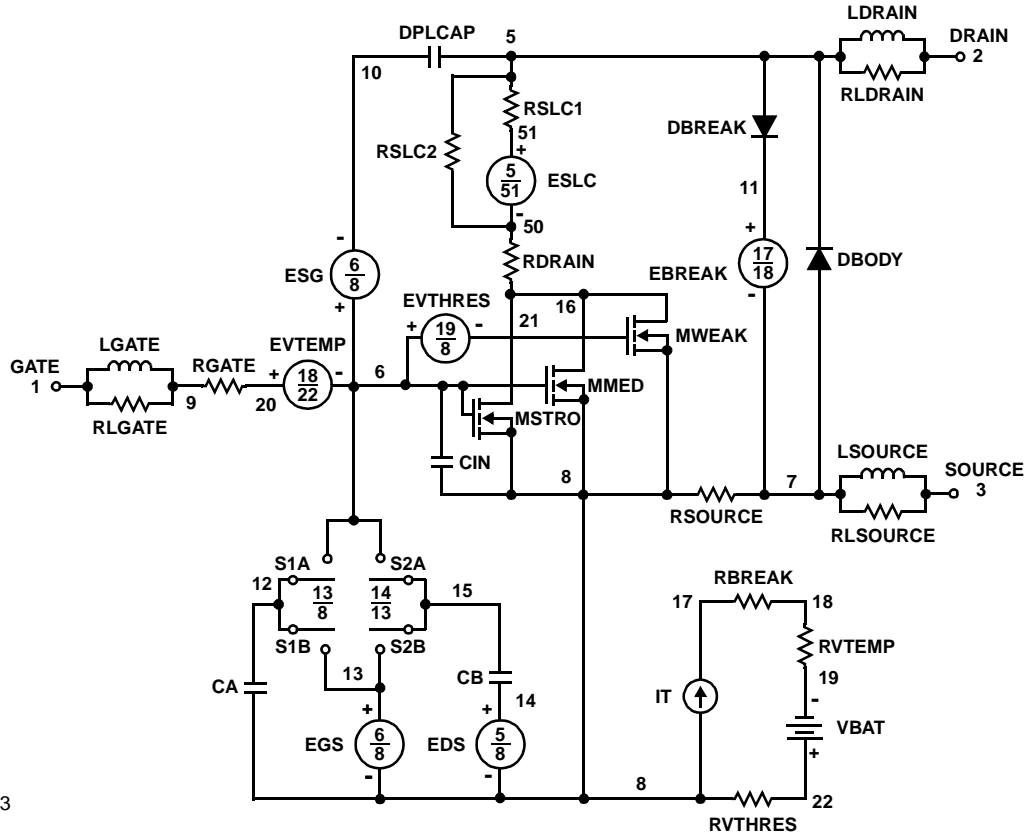 LDRAIN
DPLCAP 5 DRAIN
10 2
RSLC1 RLDRAIN
51 DBREAK
+
RSLC2
5
51
ESLC
11
-
50
- +
RDRAIN
6
8
ESG
17
18
EBREAK DBODY
EVTHRES 16
+ -
+ 19
8
- 21
MWEAK
LGATE EVTEMP
GATE RGATE + 18
22
- 6
1 MMED
9 20 MSTRO
RLGATE
LSOURCE
CIN 8 7 SOURCE
3
RSOURCE
RLSOURCE
S1A S2A
12 13
8
14
13
15 RBREAK
17 18
S1B S2B
RVTEMP
13 CB 19
CA 14 IT -
+ + VBAT
EGS 6
8
EDS 5
8
+
- - 8
22
RVTHRES
3